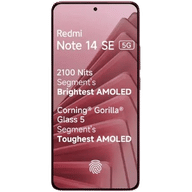 Redmi
Note 14 SE 5G
2100 Nits
Segment's
Brightest AMOLED
Corning® Gorilla®
Glass 5
Segment's
Toughest AMOLED